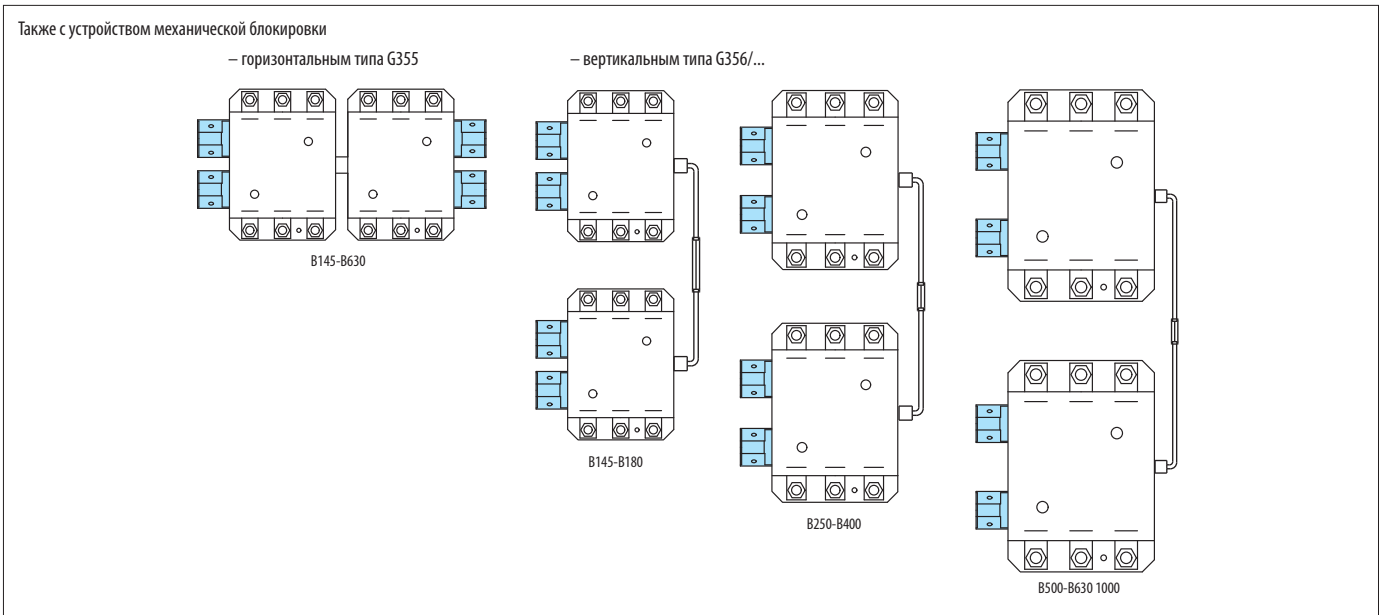 Также с устройством механической блокировки
– горизонтальным типа G355
– вертикальным типа G356/...
B145-B630
B145-B180
B250-B400
B500-B630 1000